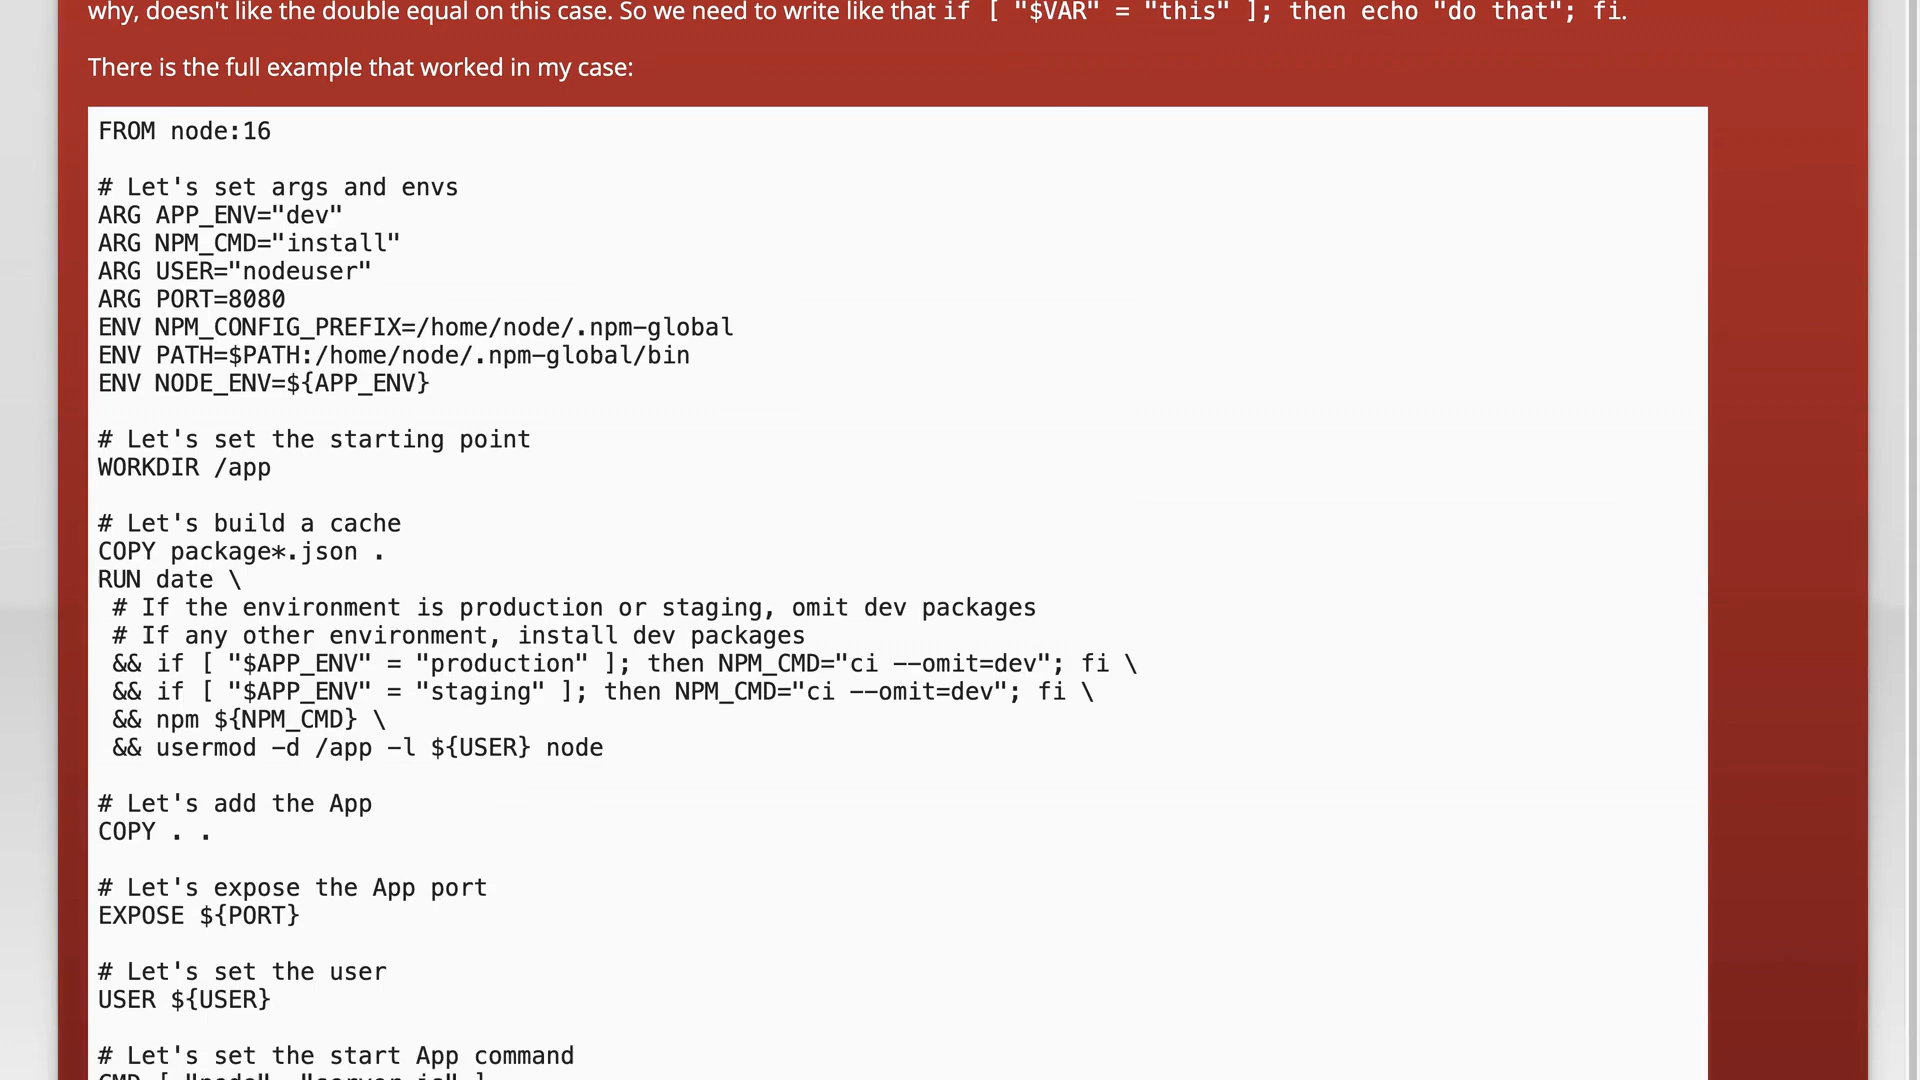 why, doesn't like the double equal on this case. So we need to write like that if [ "$VAR" = "this" ]; then echo "do that"; fi.
There is the full example that worked in my case:
FROM node:16
# Let's set args and envs
ARG APP_ENV="dev"
ARG NPM_CMD="install"
ARG USER="nodeuser"
ARG PORT=8080
ENV NPM_CONFIG_PREFIX=/home/node/.npm-global
ENV PATH=$PATH:/home/node/.npm-global/bin
ENV NODE_ENV=${APP_ENV}
# Let's set the starting point
WORKDIR /app
# Let's build a cache
COPY package*.json .
RUN date \
# If the environment is production or staging, omit dev packages
# If any other environment, install dev packages
&& if [ "$APP_ENV" = "production" ]; then NPM_CMD="ci --omit=dev"; fi \
&& if [ "$APP_ENV" = "staging" ]; then NPM_CMD="ci --omit=dev"; fi \
&& npm ${NPM_CMD} \
&& usermod -d /app -l ${USER} node
# Let's add the App
COPY . .
# Let's expose the App port
EXPOSE ${PORT}
# Let's set the user
USER ${USER}
# Let's set the start App command
CMD [ "node", "server.js" ]